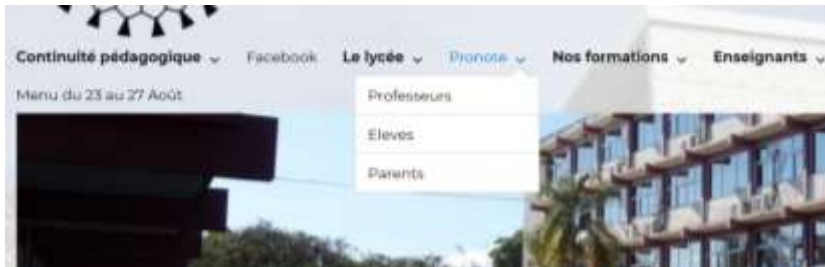 Continuité pédagogique Facebook Le lycée Pronote Nos formations Enseignants
Menu du 23 au 27 Août
Professeurs
Eleves
Parents